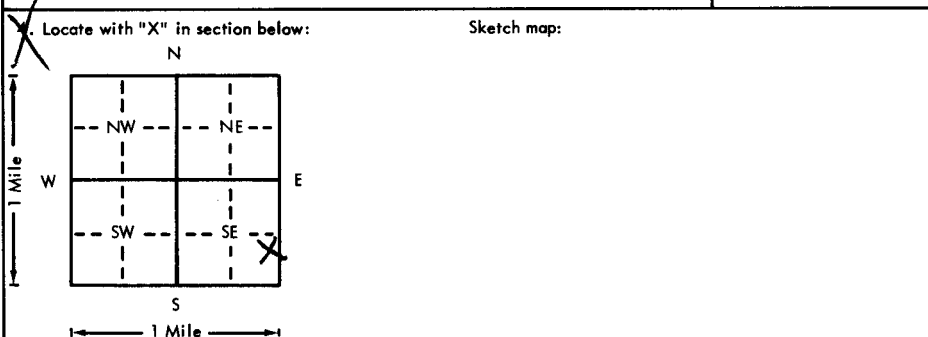 . Locate with "X" in section below: Sketch map:
N
NW NE
1 Mile
W E
SW SE
X
S
1 Mile